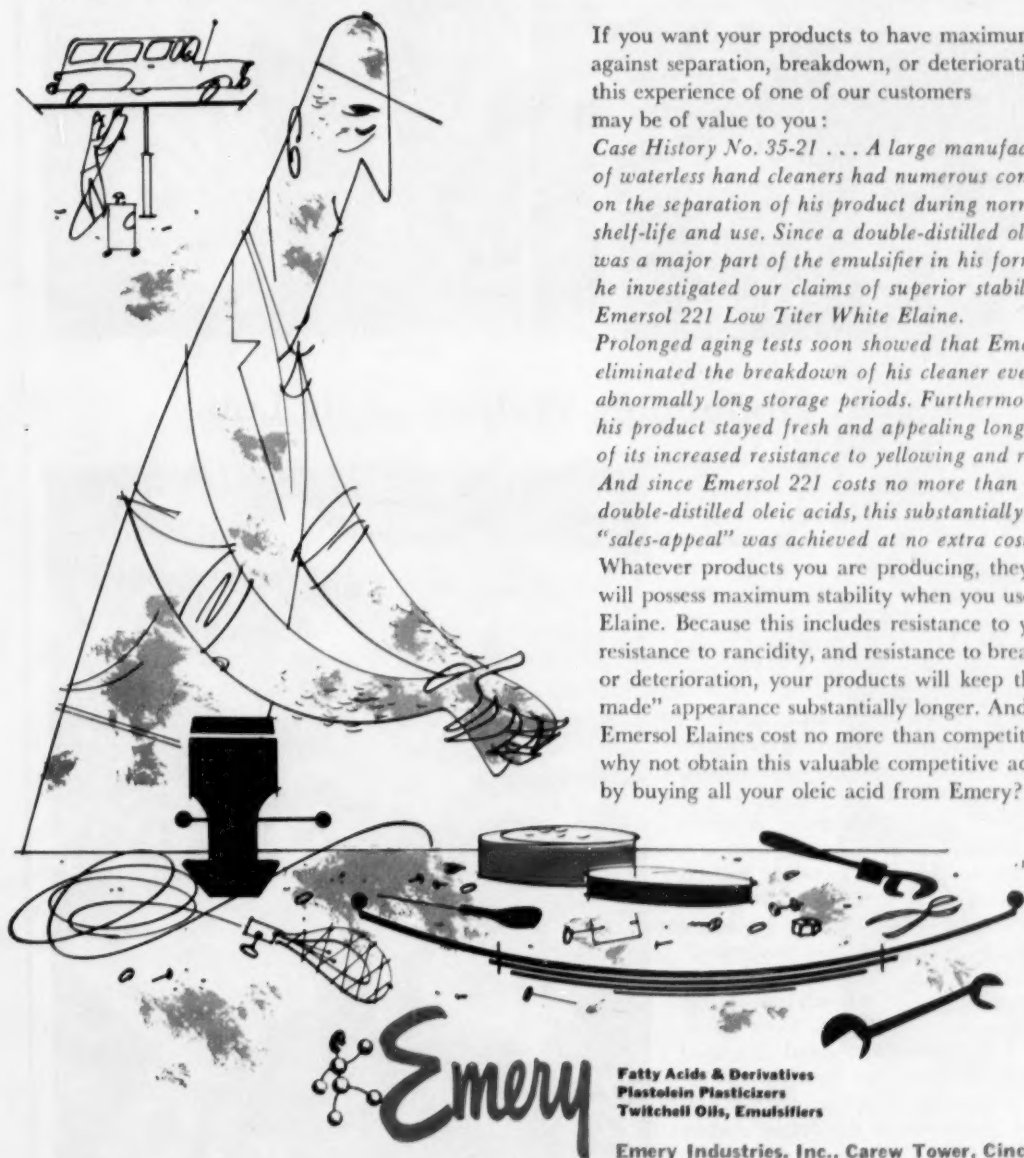 If you want your products to have maximum
against separation, breakdown, or deteriorati
this experience of one of our customers
may be of value to you:
Case History No. 35-21 . . . A large manufac
of waterless hand cleaners had numerous com
on the separation of his product during norm
shelf-life and use. Since a double-distilled ol
was a major part of the emulsifier in his form
he investigated our claims of superior stabil
Emersol 221 Low Titer White Elaine.
Prolonged aging tests soon showed that Eme
eliminated the breakdown of his cleaner eve
abnormally long storage periods. Furthermo
his product stayed fresh and appealing long
of its increased resistance to yellowing and r
And since Emersol 221 costs no more than
double-distilled oleic acids, this substantially
"sales-appeal" was achieved at no extra cos
Whatever products you are producing, they
will possess maximum stability when you us
Elaine. Because this includes resistance to y
resistance to rancidity, and resistance to brea
or deterioration, your products will keep th
made" appearance substantially longer. And
Emersol Elaines cost no more than competit
why not obtain this valuable competitive ad
by buying all your oleic acid from Emery?
Emery
Fatty Acids & Derivatives
Plastolein Plasticizers
Twitchell Oils, Emulsifiers
Emery Industries, Inc., Carew Tower, Cinc